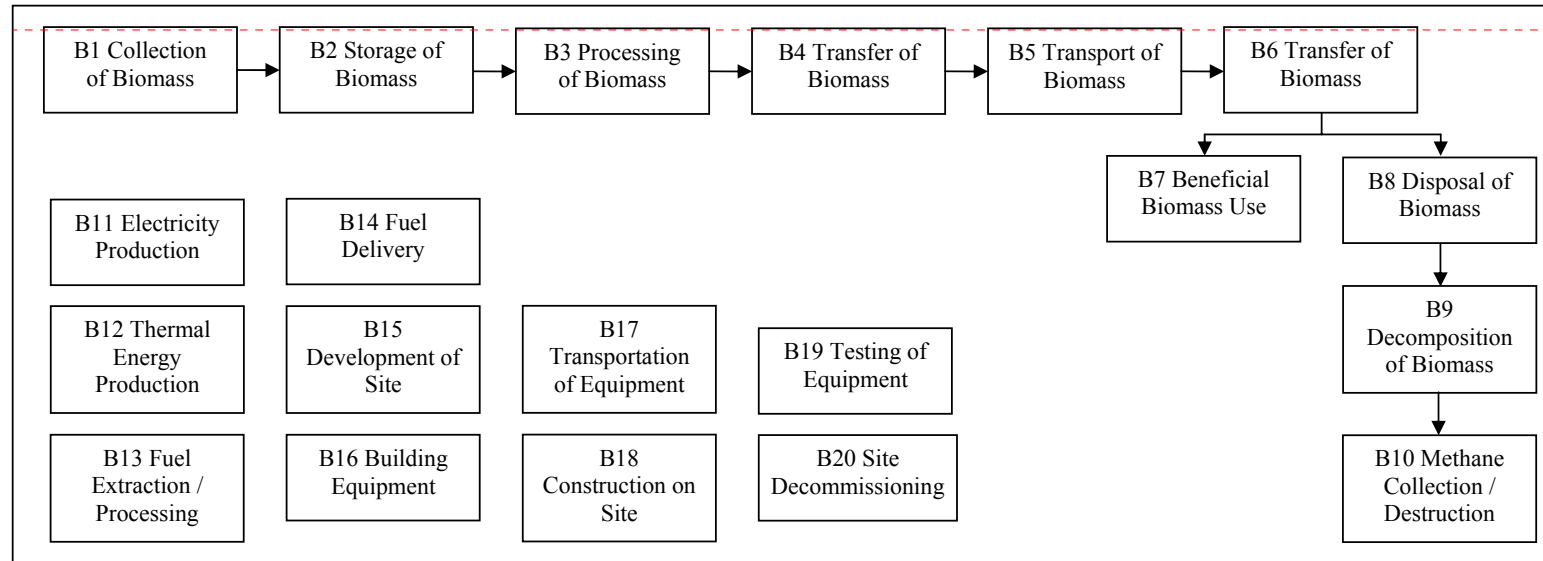 B1 Collection
of Biomass
B2 Storage of
Biomass
B3 Processing
of Biomass
B4 Transfer of
Biomass
B5 Transport of
Biomass
B6 Transfer of
Biomass
B7 Beneficial
Biomass Use
B8 Disposal of
Biomass
B11 Electricity
Production
B14 Fuel
Delivery
B9
Decomposition
of Biomass
B12 Thermal
Energy
Production
B15
Development of
Site
B17
Transportation
of Equipment
B19 Testing of
Equipment
B13 Fuel
Extraction /
Processing
B16 Building
Equipment
B18
Construction on
Site
B20 Site
Decommissioning
B10 Methane
Collection /
Destruction